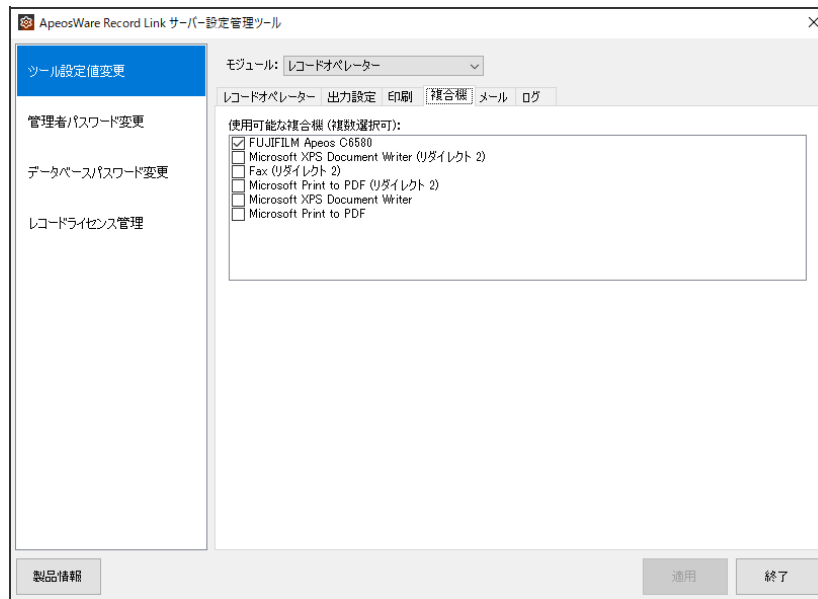 ApeosWare Record Link サーバー設定管理ツール
ツール設定値変更
管理者パスワード変更
データベースパスワード変更
レコードライセンス管理
モジュール: レコードオペレーター
レコードオペレーター 出力設定 印刷 複合機 メール ログ
使用可能な複合機 (複数選択可):
FUJIFILM Apeos C6580
Microsoft XPS Document Writer (リダイレクト 2)
Fax (リダイレクト 2)
Microsoft Print to PDF (リダイレクト 2)
Microsoft XPS Document Writer
Microsoft Print to PDF
製品情報
適用
終了